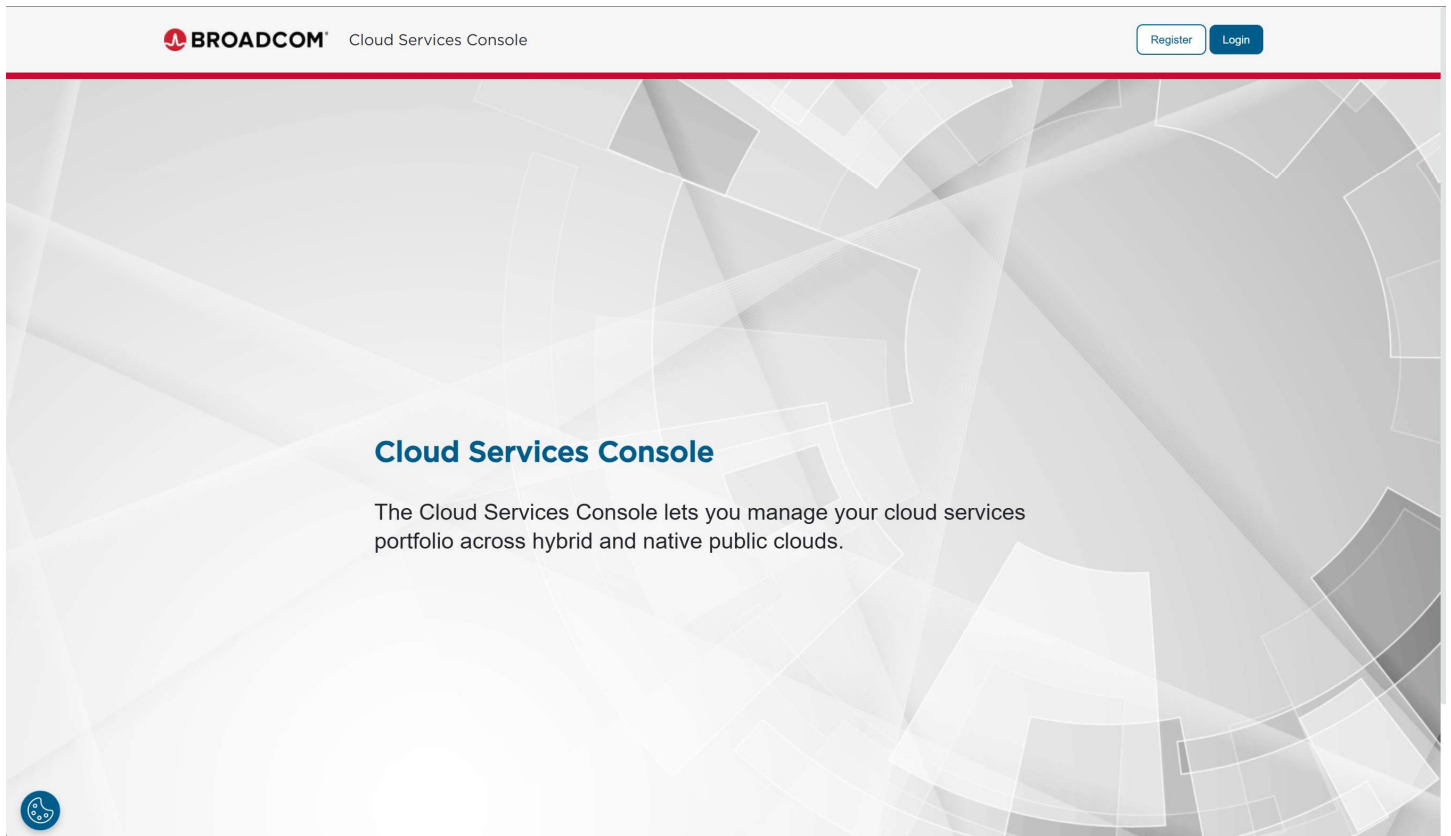 BROADCOM® Cloud Services Console Register Login
Cloud Services Console
The Cloud Services Console lets you manage your cloud services
portfolio across hybrid and native public clouds.